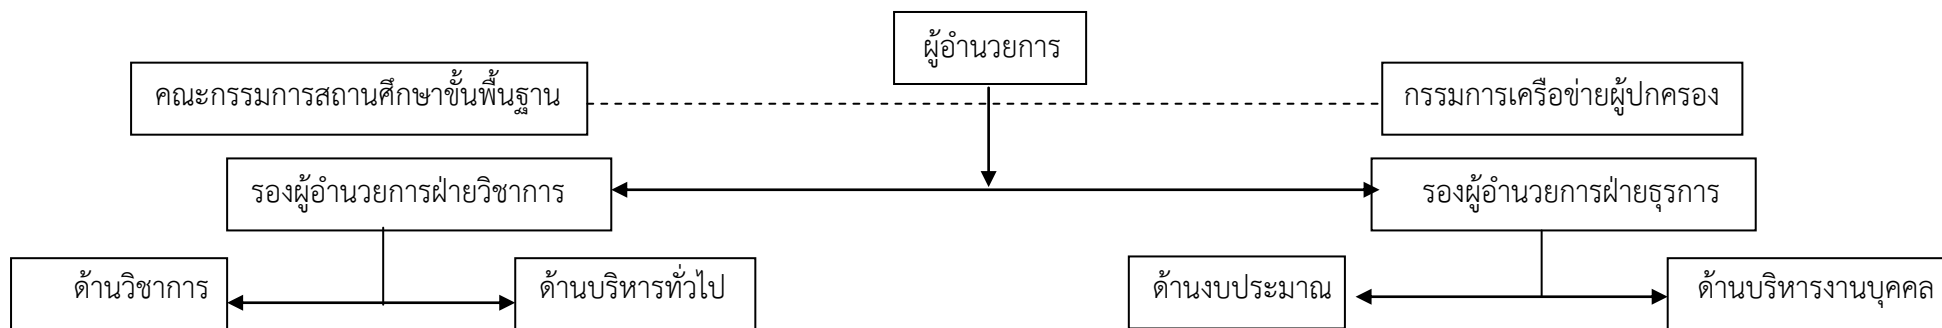 ผู้อำนวยการ
คณะกรรมการสถานศึกษาขั้นพื้นฐาน
กรรมการเครือข่ายผู้ปกครอง
รองผู้อำนวยการฝ่ายวิชาการ
รองผู้อำนวยการฝ่ายธุรการ
ด้านวิชาการ
ด้านบริหารทั่วไป
ด้านงบประมาณ
ด้านบริหารงานบุคคล